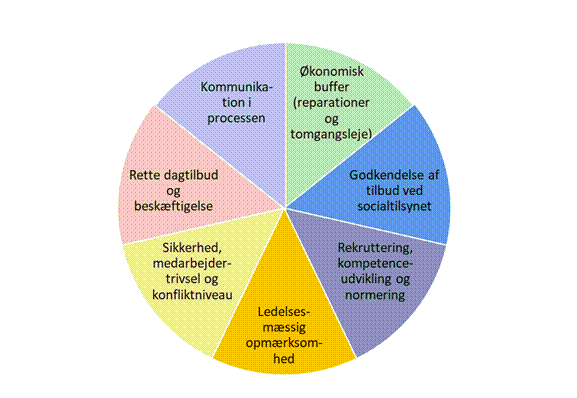 Økonomisk
buffer
(reparationer
og
tomgangsleje)
Godkendelse af
tilbud ved
socialtilsynet
Rekruttering,
kompetence-
udvikling og
normering
Ledelses-
mæssig
opmærksom-
hed
Sikkerhed,
medarbejder-
trivsel og
konfliktniveau
Rette dagtilbud
og
beskæftigelse
Kommunika-
tion i
processen